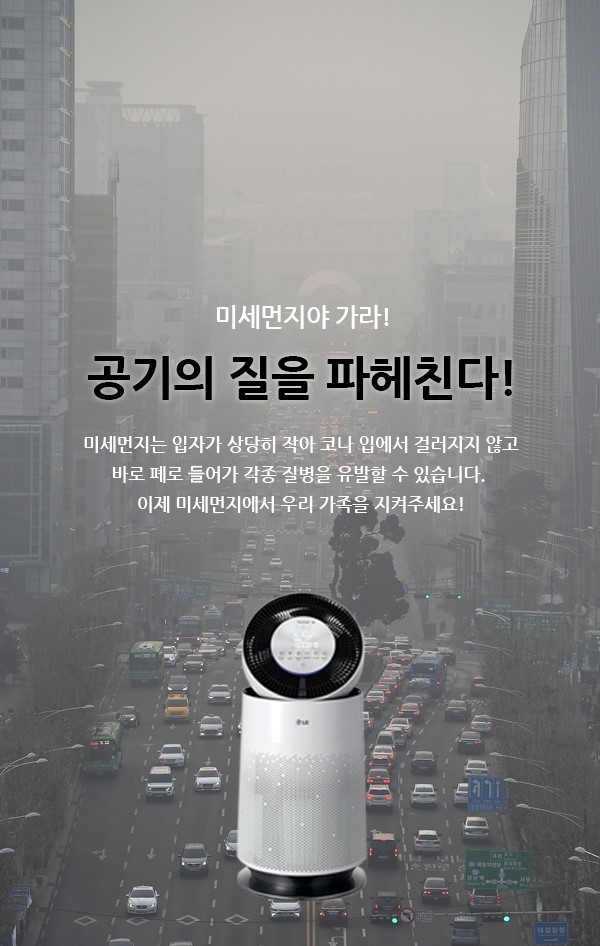 미세먼지야 가라!
공기의 질을 파헤친다!
미세먼지는 입자가 상당히 작아 코나 입에서 걸러지지 않고
바로 폐로 들어가 각종 질병을 유발할 수 있습니다.
이제 미세먼지에서 우리 가족을 지켜주세요!
LG